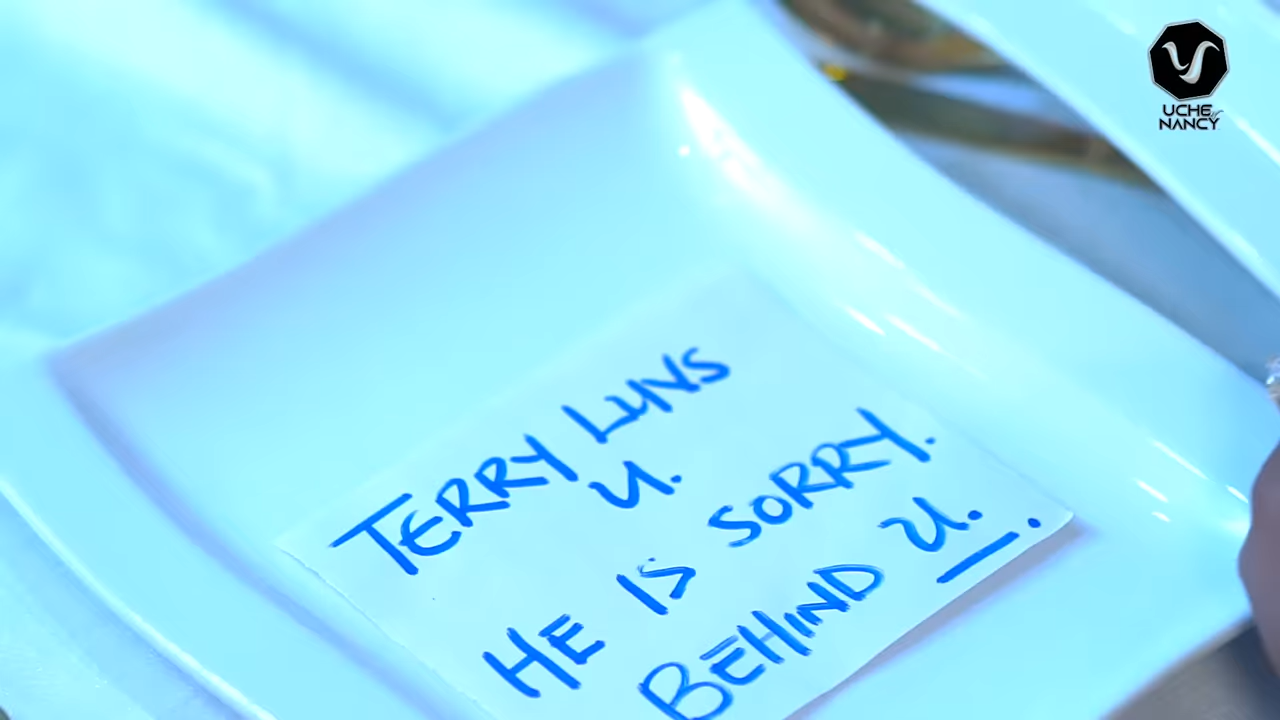 TERRY LUVS
U.
HE IS SORRY.
BEHIND U.
UCHE
NANCY